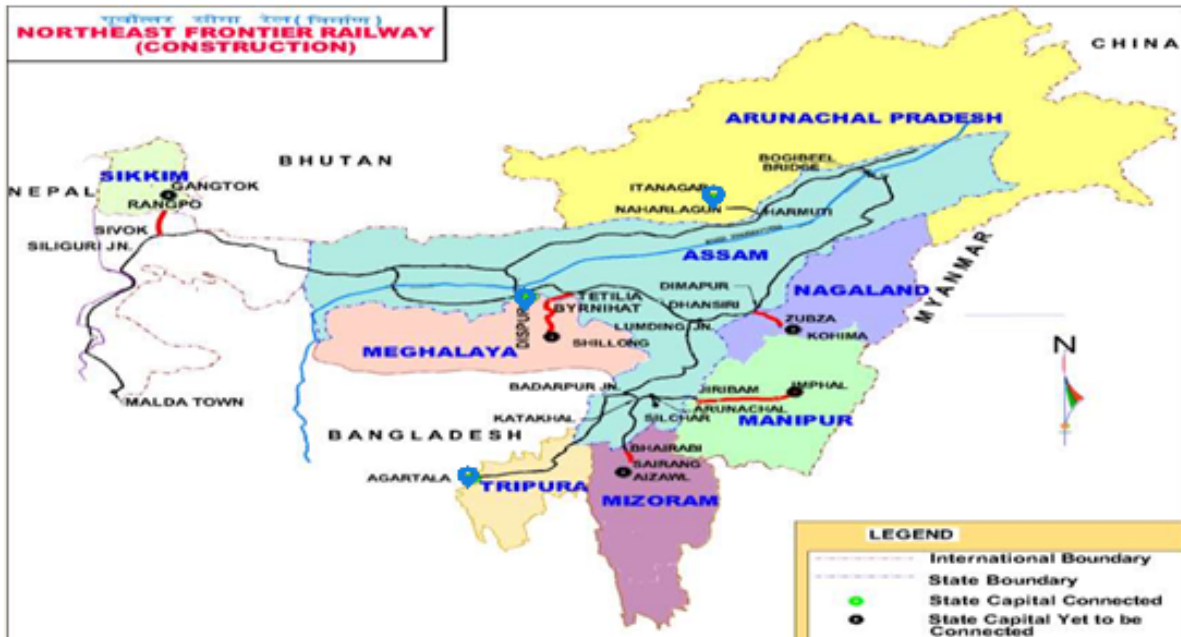 पूर्वोत्तर सीमा रेल (निर्माण)
NORTHEAST FRONTIER RAILWAY
(CONSTRUCTION)
CHINA
ARUNACHAL PRADESH
BHUTAN
BOGIBEEL
BRIDGE
SIKKIM
NEPAL
GANGTOK
RANGPO
ITANAGAR
NAHARLAGUN
HARMUTI
SIVOK
SILIGURI JN.
ASSAM
MYANMAR
DIMAPUR
NAGALAND
TETILIA
DHANSIRI
BYRNIHAT
DISPUR
ZUBZA
LUMDING JN.
KOHIMA
SHILLONG
MEGHALAYA
N
BADARPUR JN.
JIRIBAM
IMPHAL
MALDA TOWN
ARUNACHAL
KATAKHAL
SILCHAR
MANIPUR
BANGLADESH
BHAIRABI
SAIRANG
AGARTALA
AIZAWL
TRIPURA
MIZORAM
LEGEND
International Boundary
State Boundary
State Capital Connected
State Capital Yet to be
Connected